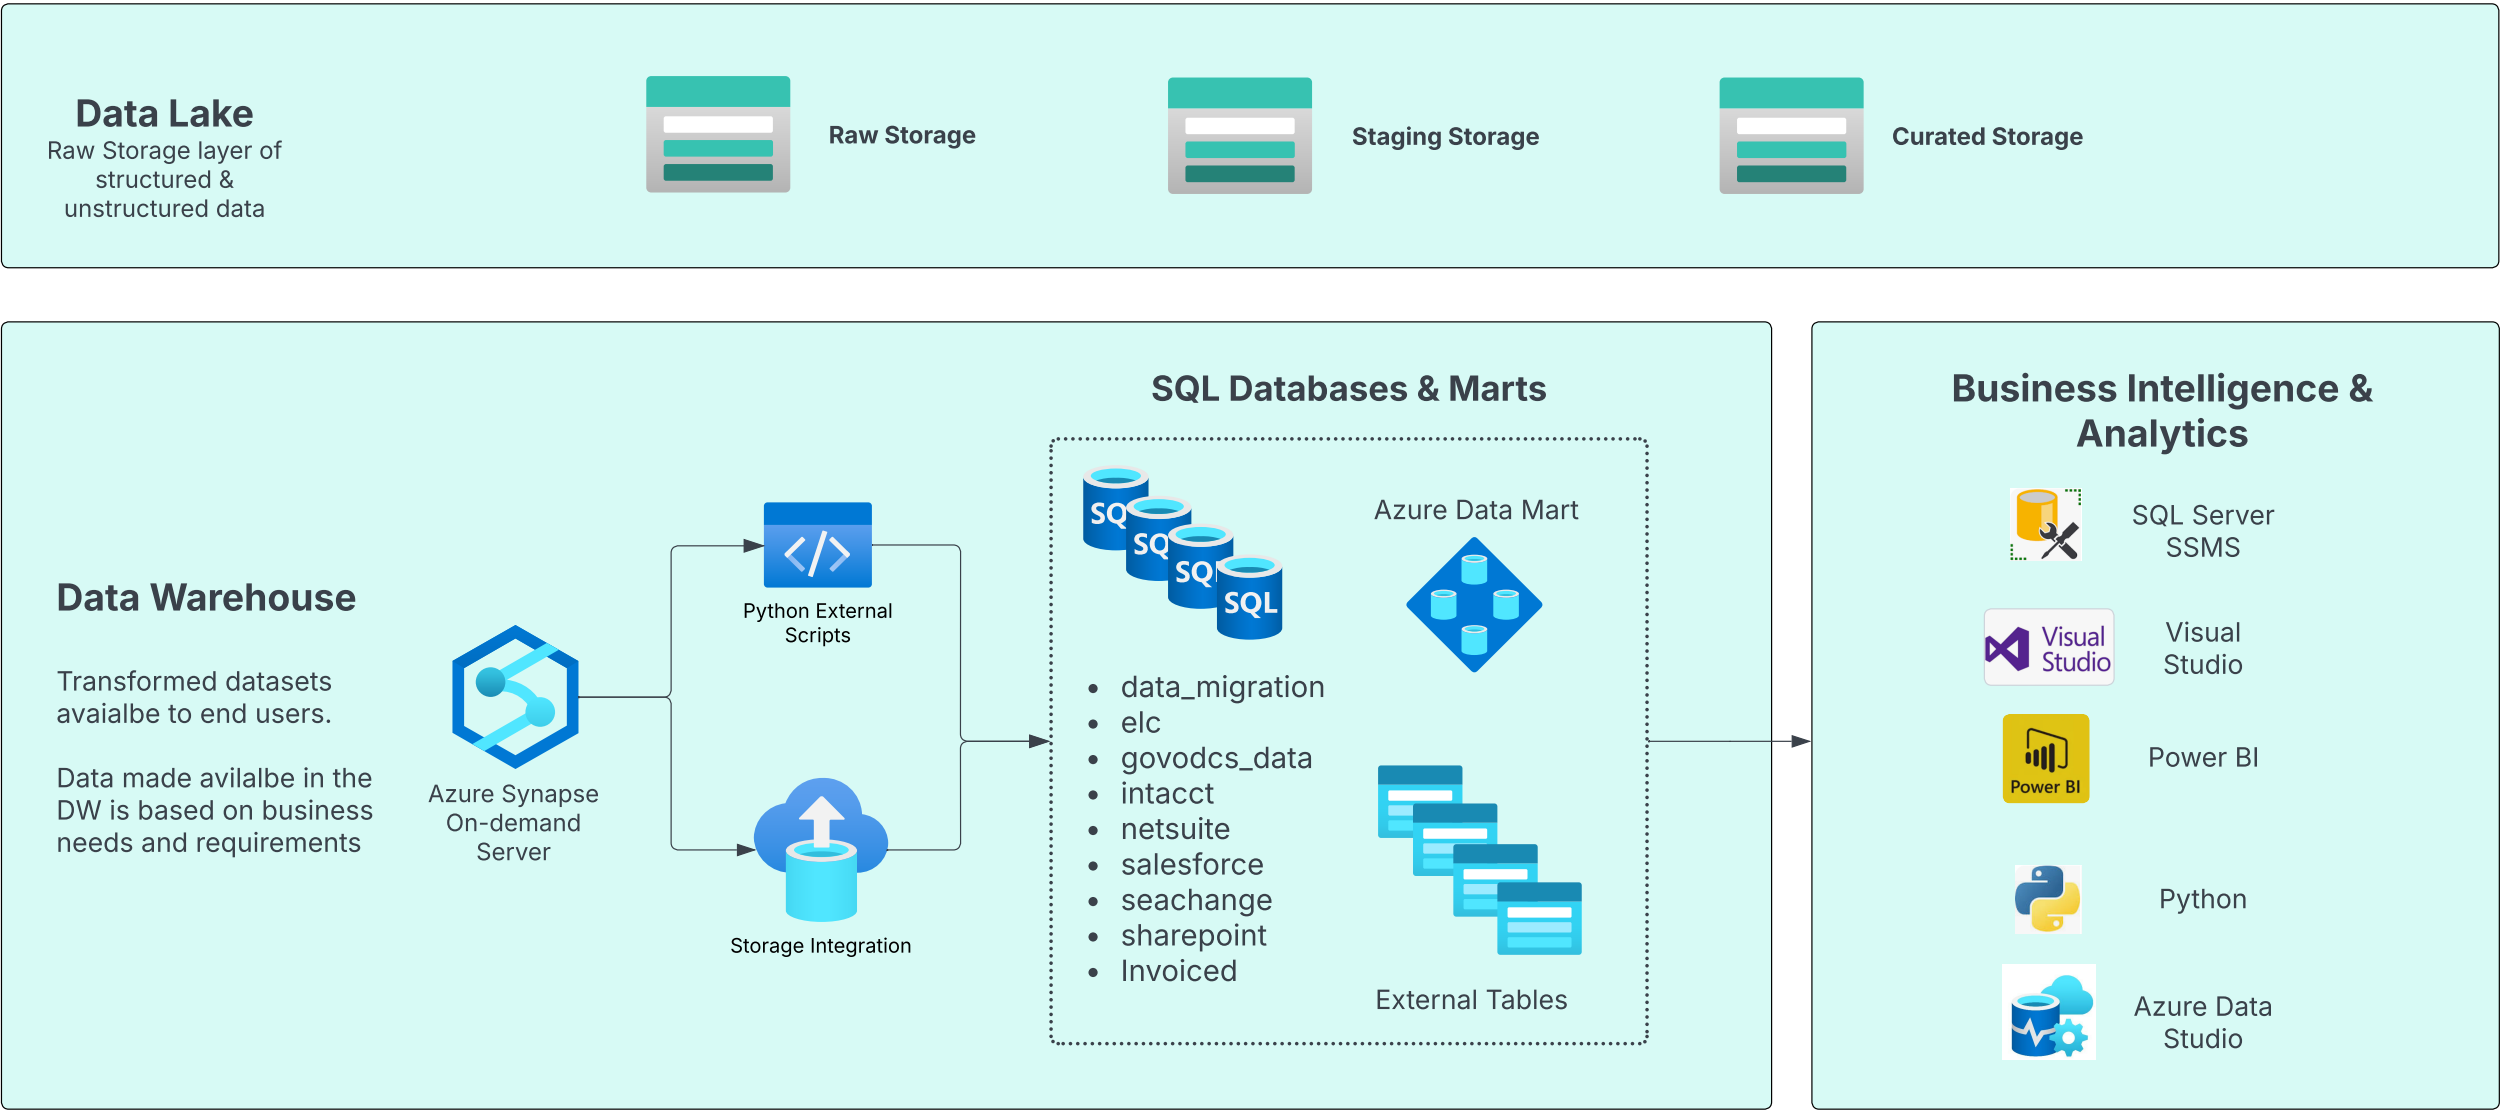 Data Lake
Raw Storage layer of
structured &
unstructured data
Raw Storage
Staging Storage
Curated Storage
Data Warehouse
Transformed datasets
avaialbe to end users.
Data made avilalbe in the
DW is based on business
needs and requirements
Azure Synapse
On-demand
Server
Python External
Scripts
Storage Integration
SQL Databases & Marts
SQL
SQL
SQL
SQL
Azure Data Mart
• data_migration
• elc
• govodcs_data
• intacct
• netsuite
• salesforce
• seachange
• sharepoint
• Invoiced
External Tables
Business Intelligence &
Analytics
SQL Server
SSMS
Visual
Studio
Visual
Studio
Power BI
Power BI
Python
Azure Data
Studio